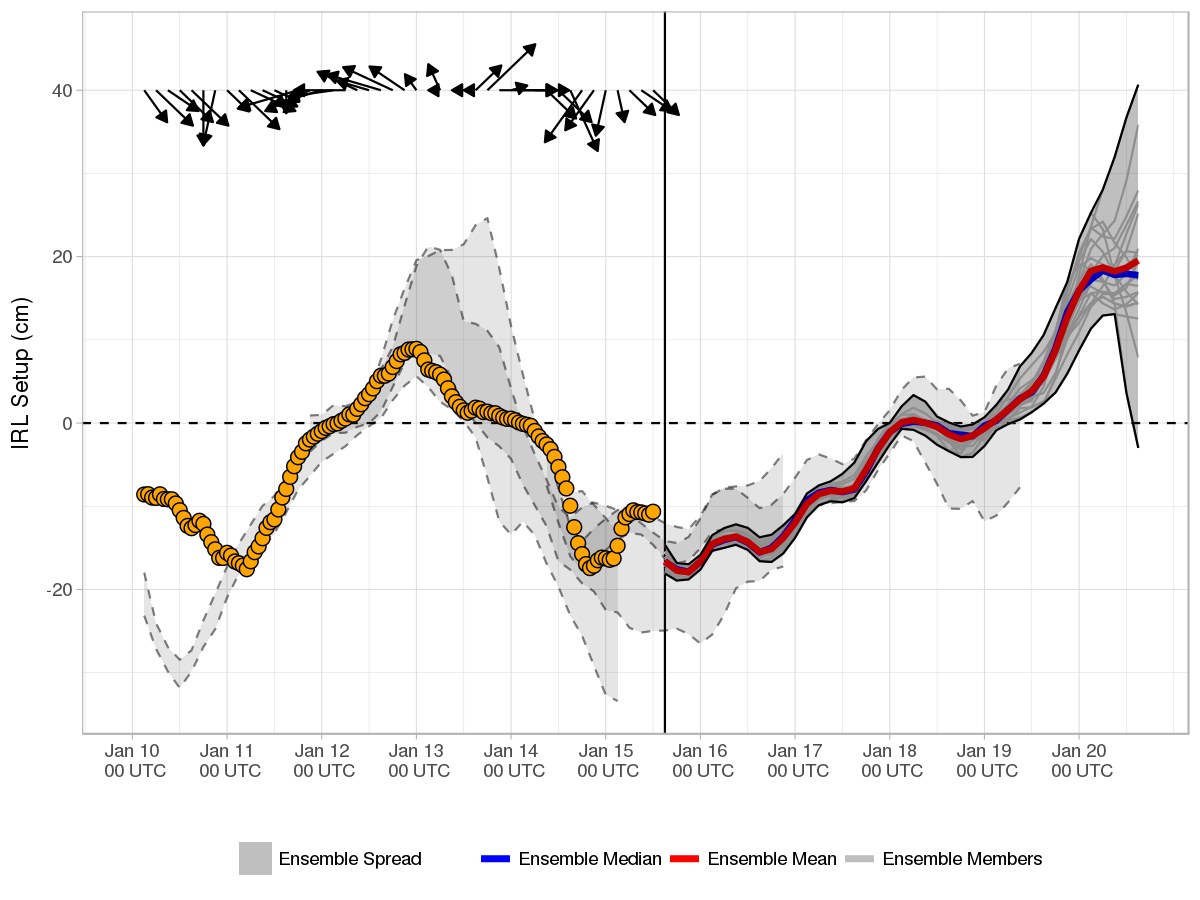 IRL Setup (cm)
40
20
0
-20
Jan 10 Jan 11 Jan 12 Jan 13 Jan 14 Jan 15 Jan 16 Jan 17 Jan 18 Jan 19 Jan 20
00 UTC 00 UTC 00 UTC 00 UTC 00 UTC 00 UTC 00 UTC 00 UTC 00 UTC 00 UTC 00 UTC
Ensemble Spread Ensemble Median Ensemble Mean Ensemble Members